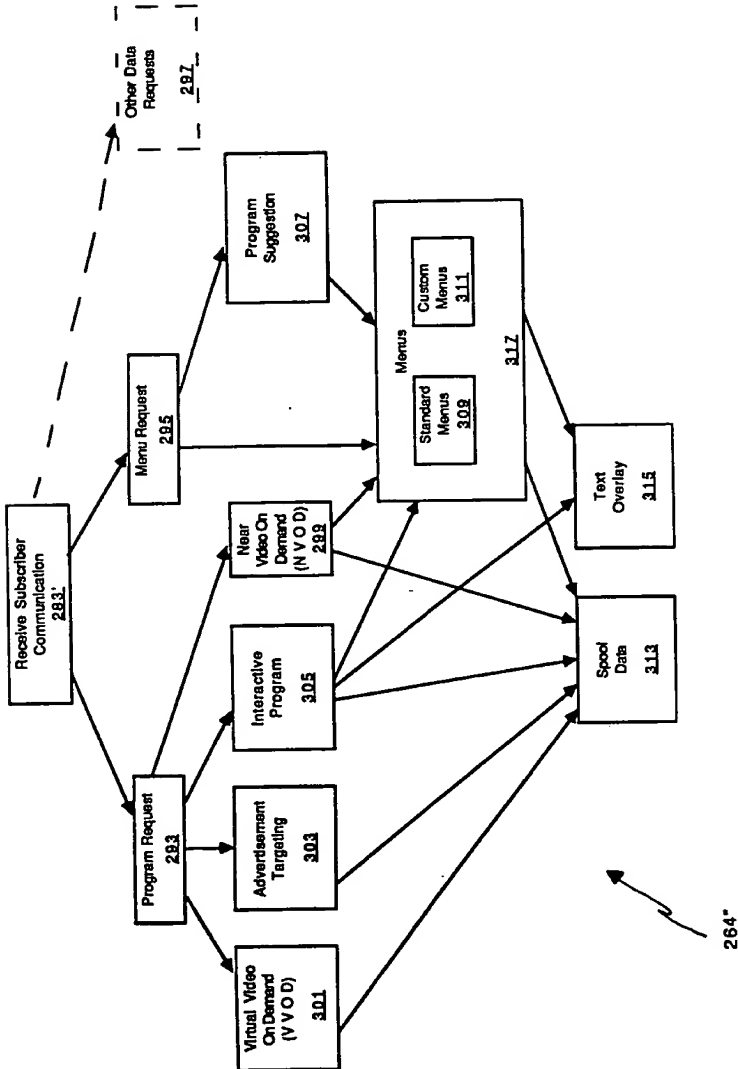 Receive Subscriber
Communication
283'
Other Data
Requests
297
Program Request
293
Menu Request
295
Virtual Video
On Demand
(V V O D)
301
Advertisement
Targeting
303
Interactive
Program
305
Near
Video On
Demand
(N V O D)
299
Program
Suggestion
307
Menus
Standard
Menus
309
Custom
Menus
311
317
Spool
Data
313
Text
Overlay
315
264"